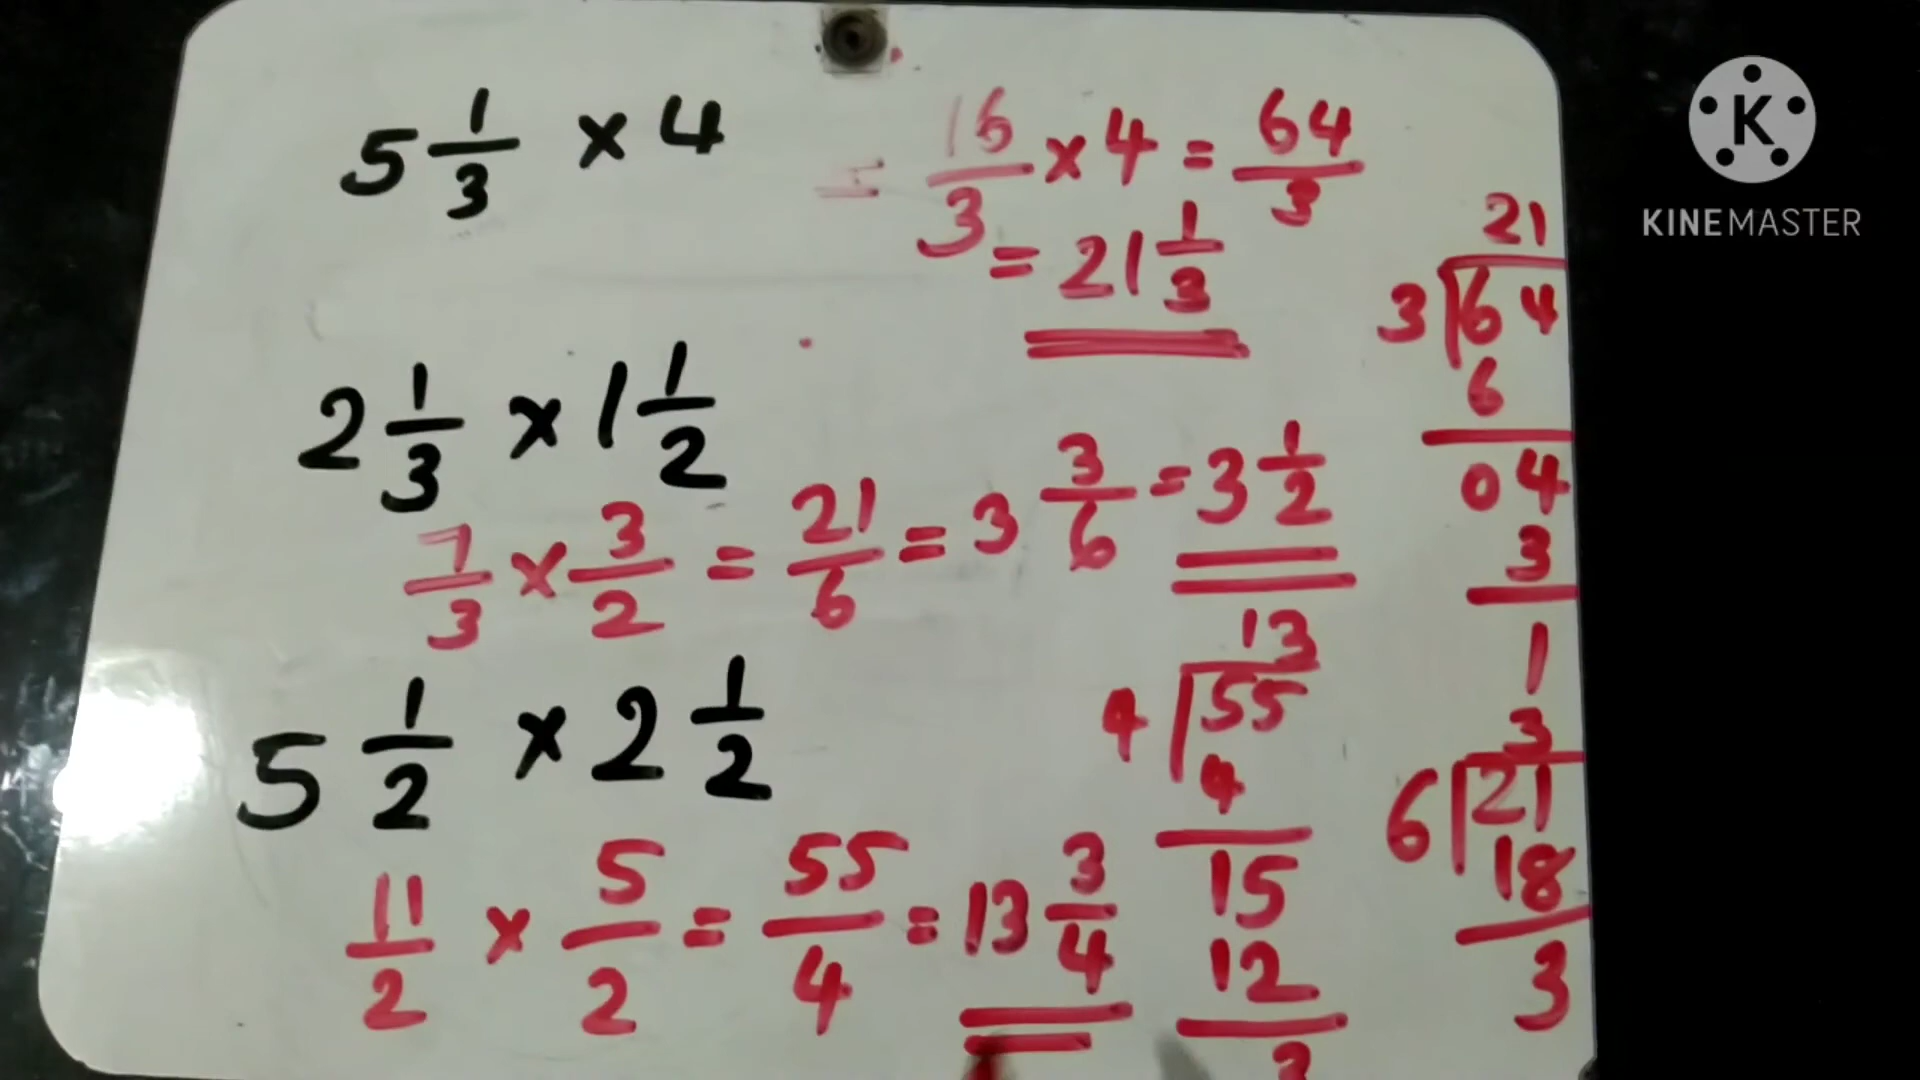 5 1/3 × 4 = 16/3 × 4 = 64/3
= 21 1/3
21
3 √64
6
04
3
1
2 1/3 × 1 1/2
7/3 × 3/2 = 21/6 = 3 3/6 = 3 1/2
13
4 √55
4
15
12
3
3
6 √21
18
3
5 1/2 × 2 1/2
11/2 × 5/2 = 55/4 = 13 3/4
K
KINEMASTER